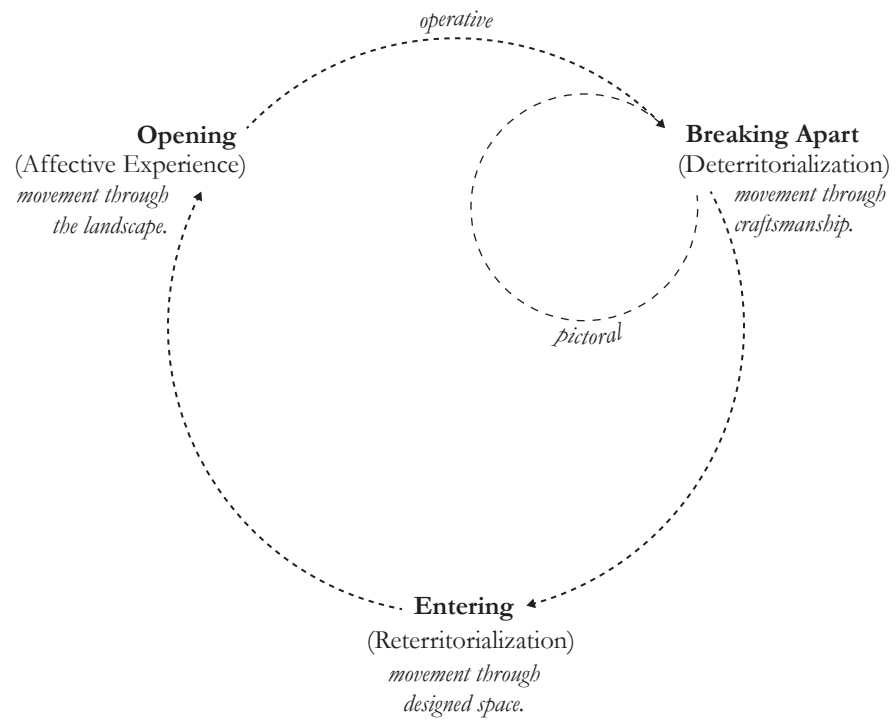 operative
Opening
(Affective Experience)
movement through
the landscape.
Breaking Apart
(Deterritorialization)
movement through
craftsmanship.
pictoral
Entering
(Reterritorialization)
movement through
designed space.